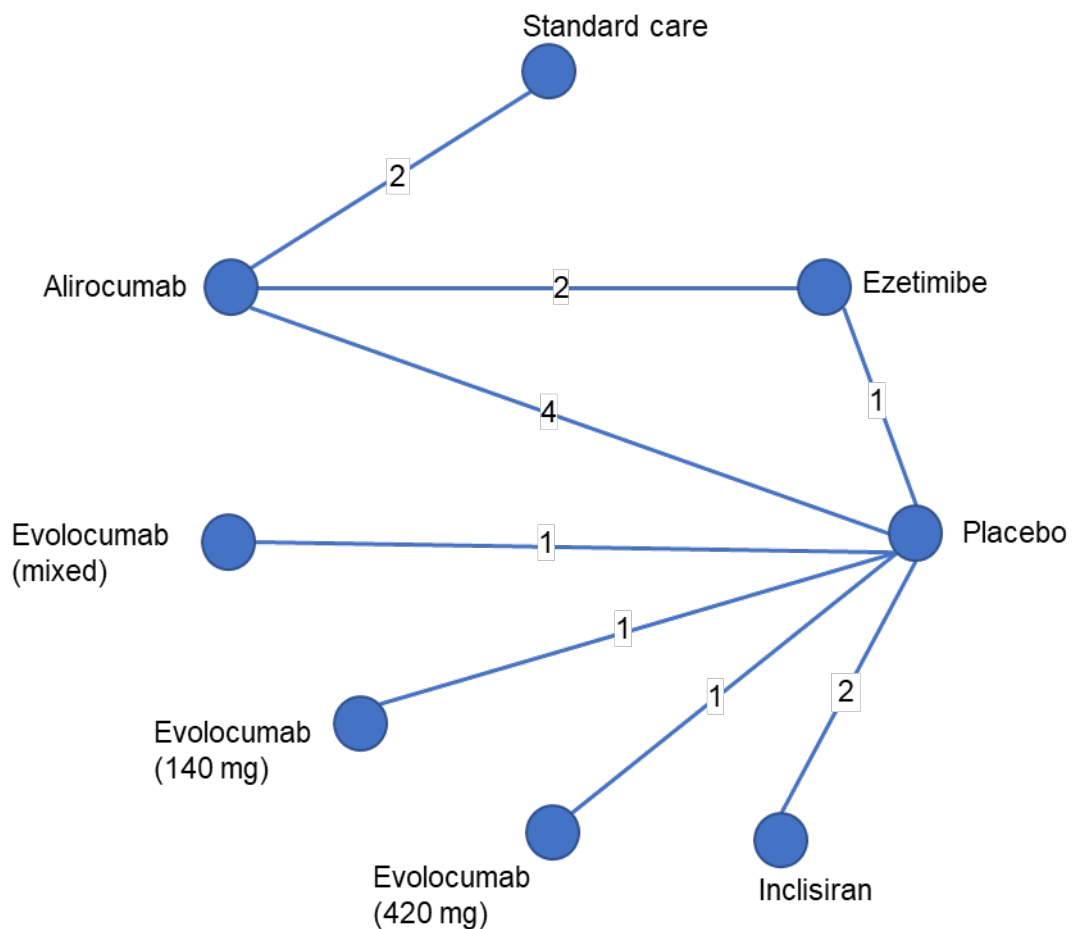 Standard care
2
Alirocumab
2
Ezetimibe
4
1
Evolocumab
(mixed)
1
Placebo
1
Evolocumab
(140 mg)
1
2
Evolocumab
(420 mg)
Inclisiran